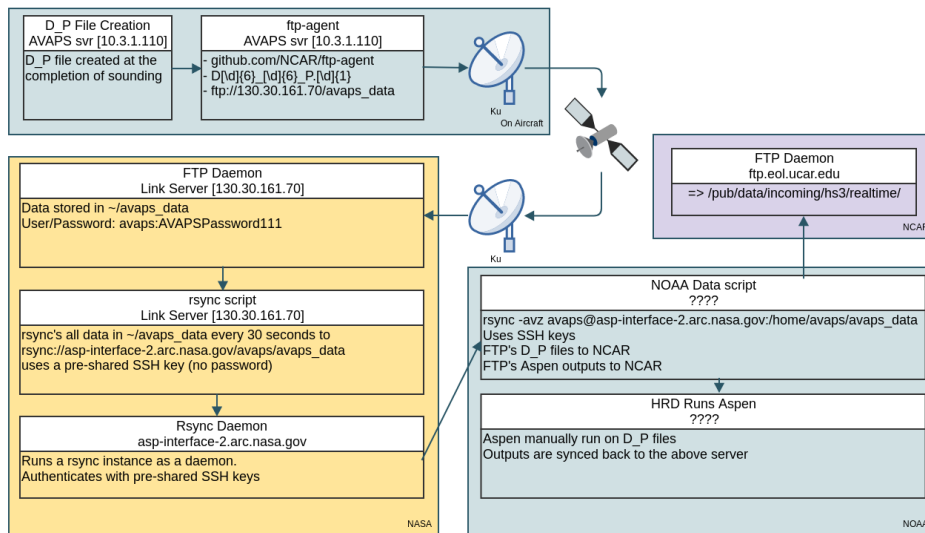 D_P File Creation
AVAPS svr [10.3.1.110]
D_P file created at the
completion of sounding
ftp-agent
AVAPS svr [10.3.1.110]
- github.com/NCAR/ftp-agent
- D[\d]{6}_[\d]{6}_P.[\d]{1}
- ftp://130.30.161.70/avaps_data
Ku
On Aircraft
FTP Daemon
ftp.eol.ucar.edu
=> /pub/data/incoming/hs3/realtime/
NCAR
FTP Daemon
Link Server [130.30.161.70]
Data stored in ~/avaps_data
User/Password: avaps:AVAPSPassword111
Ku
rsync script
Link Server [130.30.161.70]
rsync's all data in ~/avaps_data every 30 seconds to
rsync://asp-interface-2.arc.nasa.gov/avaps/avaps_data
uses a pre-shared SSH key (no password)
Rsync Daemon
asp-interface-2.arc.nasa.gov
Runs a rsync instance as a daemon.
Authenticates with pre-shared SSH keys
NASA
NOAA Data script
????
rsync -avz avaps@asp-interface-2.arc.nasa.gov:/home/avaps/avaps_data
Uses SSH keys
FTP's D_P files to NCAR
FTP's Aspen outputs to NCAR
HRD Runs Aspen
????
Aspen manually run on D_P files
Outputs are synced back to the above server
NOAA